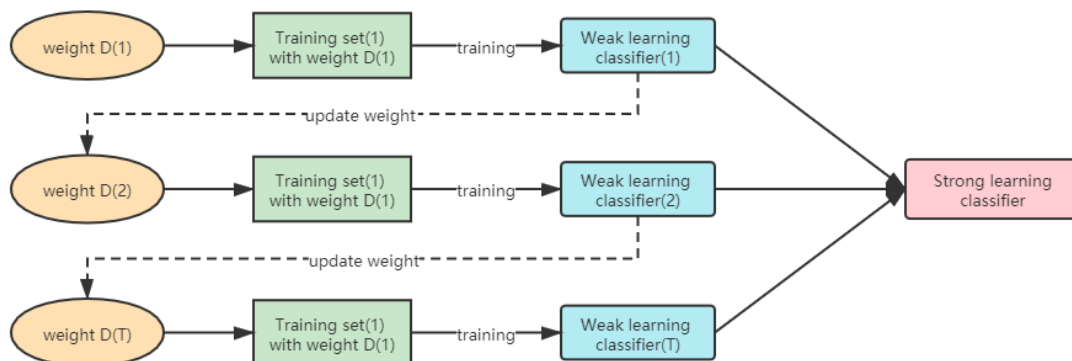 weight D(1)
Training set(1)
with weight D(1)
training
Weak learning
classifier(1)
update weight
weight D(2)
Training set(1)
with weight D(1)
training
Weak learning
classifier(2)
Strong learning
classifier
update weight
weight D(T)
Training set(1)
with weight D(1)
training
Weak learning
classifier(T)